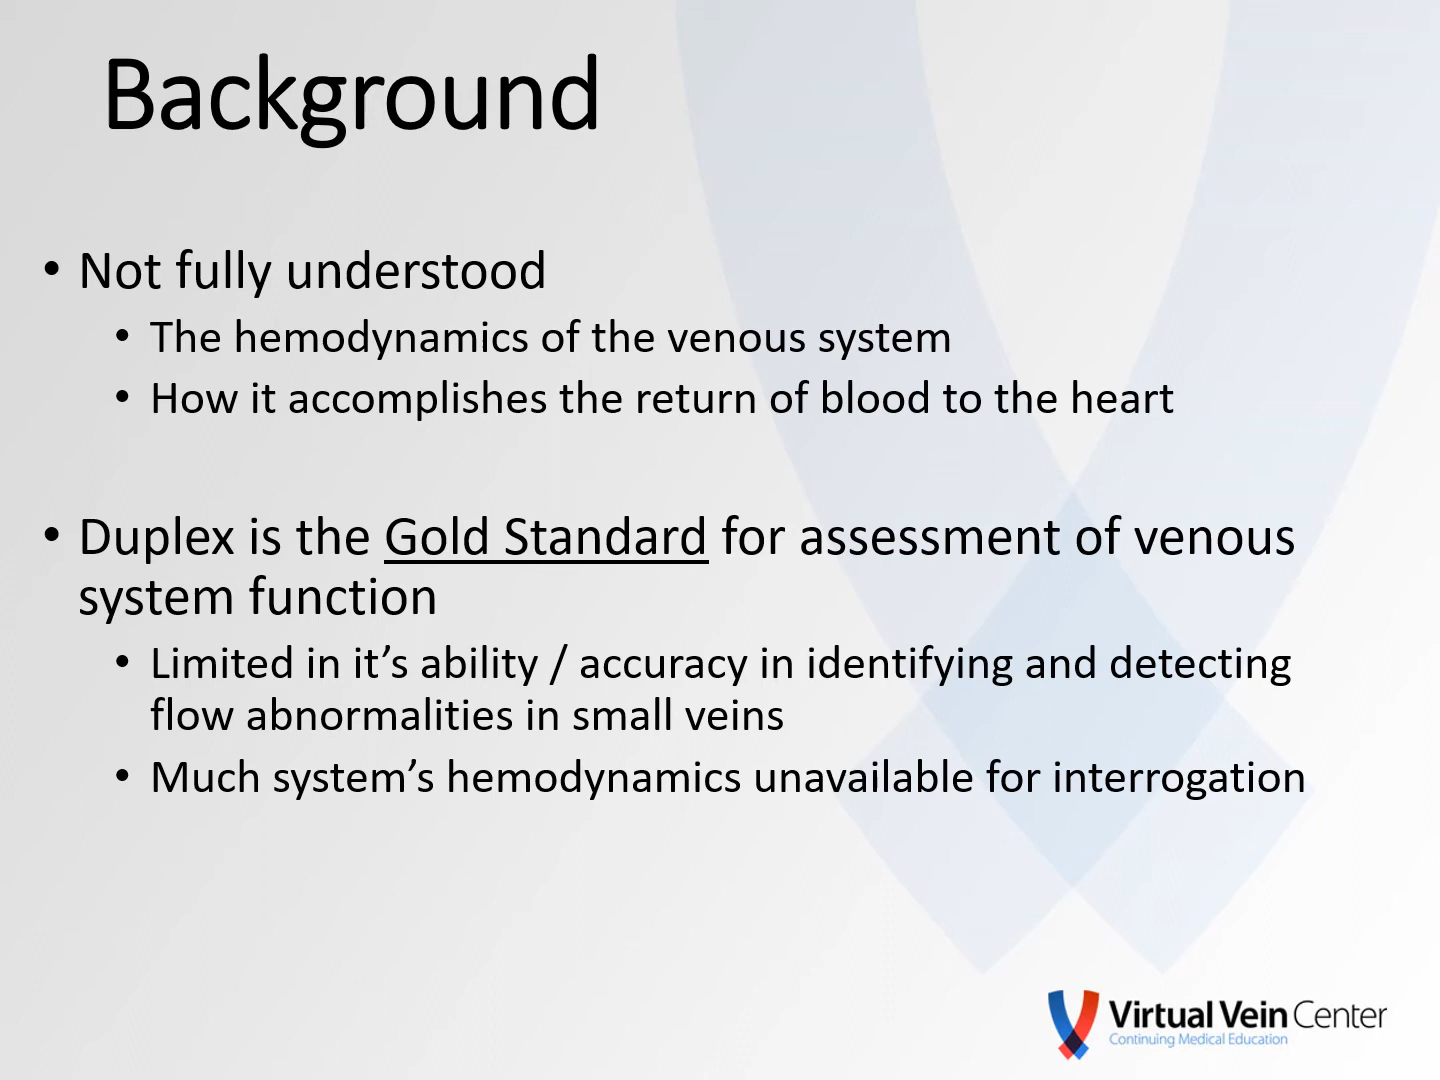 Background
• Not fully understood
• The hemodynamics of the venous system
• How it accomplishes the return of blood to the heart
• Duplex is the Gold Standard for assessment of venous
system function
• Limited in it’s ability / accuracy in identifying and detecting
flow abnormalities in small veins
• Much system’s hemodynamics unavailable for interrogation
Virtual Vein Center
Continuing Medical Education